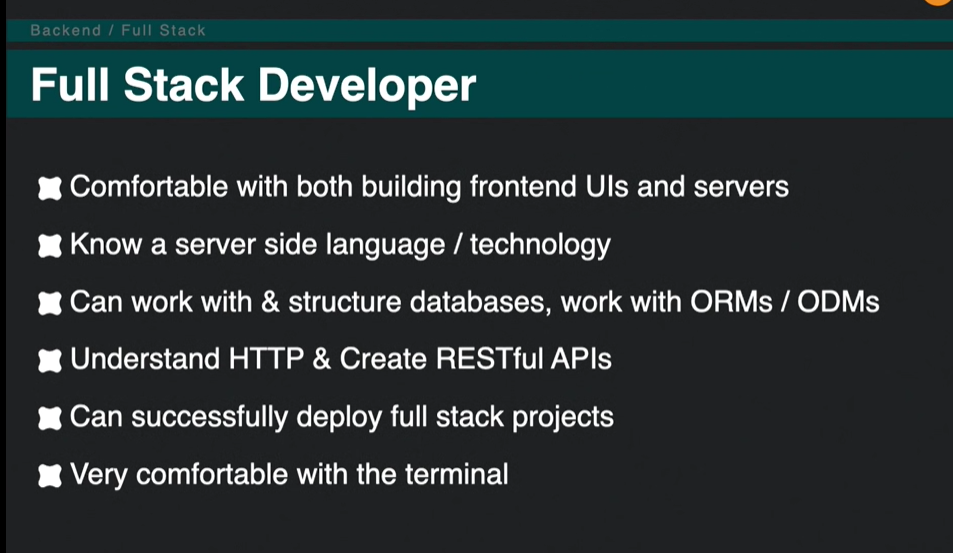 Backend / Full Stack
Full Stack Developer
Comfortable with both building frontend UIs and servers
Know a server side language / technology
Can work with & structure databases, work with ORMs / ODMs
Understand HTTP & Create RESTful APIs
Can successfully deploy full stack projects
Very comfortable with the terminal